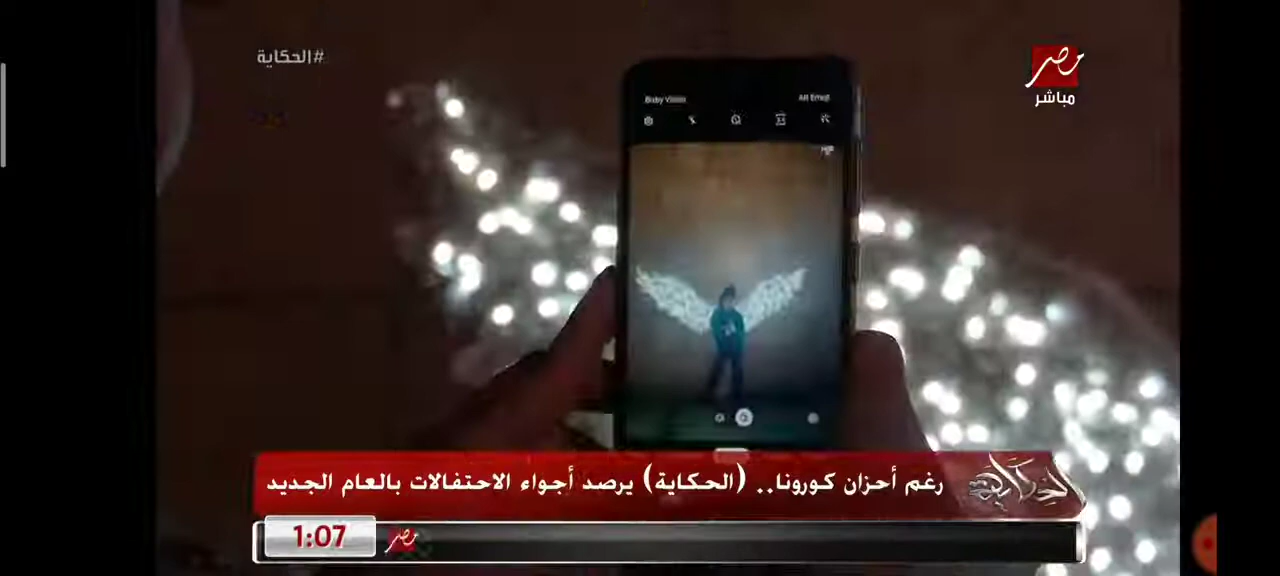 #الحكاية
مصر
مباشر
Bixby Vision
AR Emoji
رغم أحزان كورونا.. (الحكاية) يرصد أجواء الاحتفالات بالعام الجديد
الحكاية
1:07
مصر